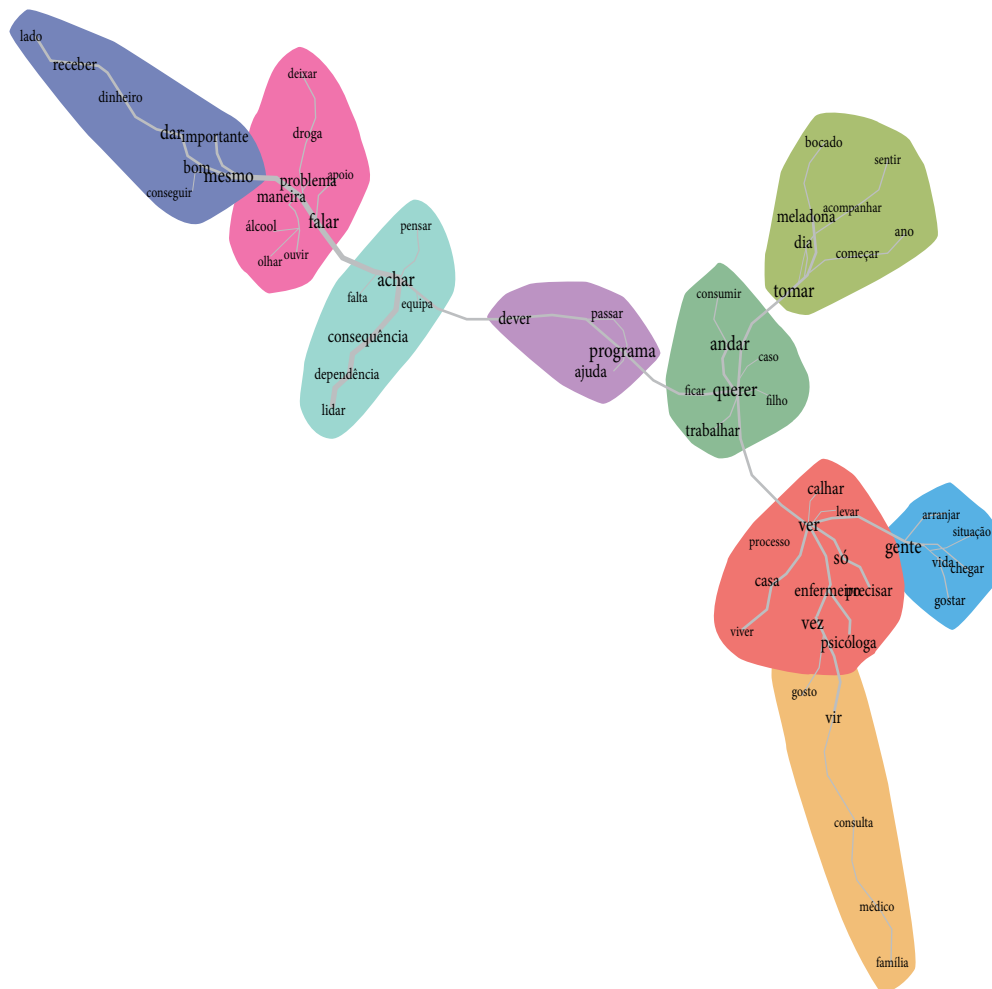 lado
receber
dinheiro
dar
importante
bom
mesmo
conseguir
deixar
droga
problema
apoio
maneira
falar
álcool
olhar
ouvir
pensar
achar
falta
equipa
consequência
dependência
lidar
dever
passar
programa
ajuda
consumir
andar
caso
ficar
querer
filho
trabalhar
bocado
sentir
meladona
acompanhar
dia
ano
começar
tomar
calhar
levar
ver
processo
só
casa
enfermeiro
precisar
vez
viver
psicóloga
arranjar
situação
gente
vida
chegar
gostar
gosto
vir
consulta
médico
família